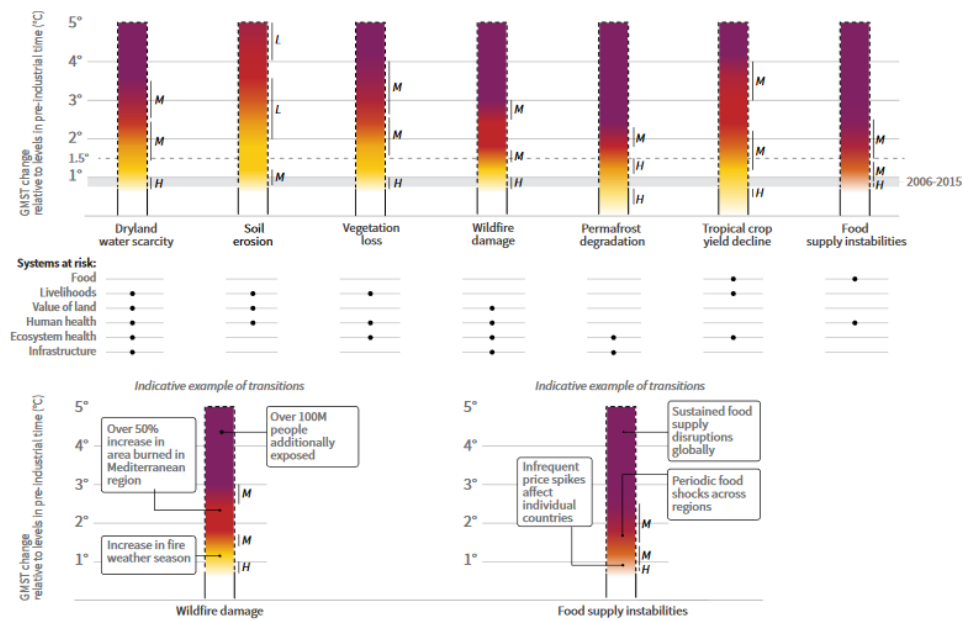 GMST change
relative to levels in pre-industrial time (°C)
5°
4°
3°
2°
1.5°
1°
M
M
H
L
L
M
M
M
H
M
M
H
M
H
H
M
M
H
M
M
H
2006-2015
Dryland
water scarcity
Soil
erosion
Vegetation
loss
Wildfire
damage
Permafrost
degradation
Tropical crop
yield decline
Food
supply instabilities
Systems at risk:
Food
Livelihoods
Value of land
Human health
Ecosystem health
Infrastructure
Indicative example of transitions
GMST change
relative to levels in pre-industrial time (°C)
5°
4°
3°
2°
1°
Over 50%
increase in
area burned in
Mediterranean
region
Over 100M
people
additionally
exposed
Increase in fire
weather season
M
M
H
Wildfire damage
Indicative example of transitions
5°
4°
3°
2°
1°
Sustained food
supply
disruptions
globally
Infrequent
price spikes
affect
individual
countries
Periodic food
shocks across
regions
M
M
H
Food supply instabilities